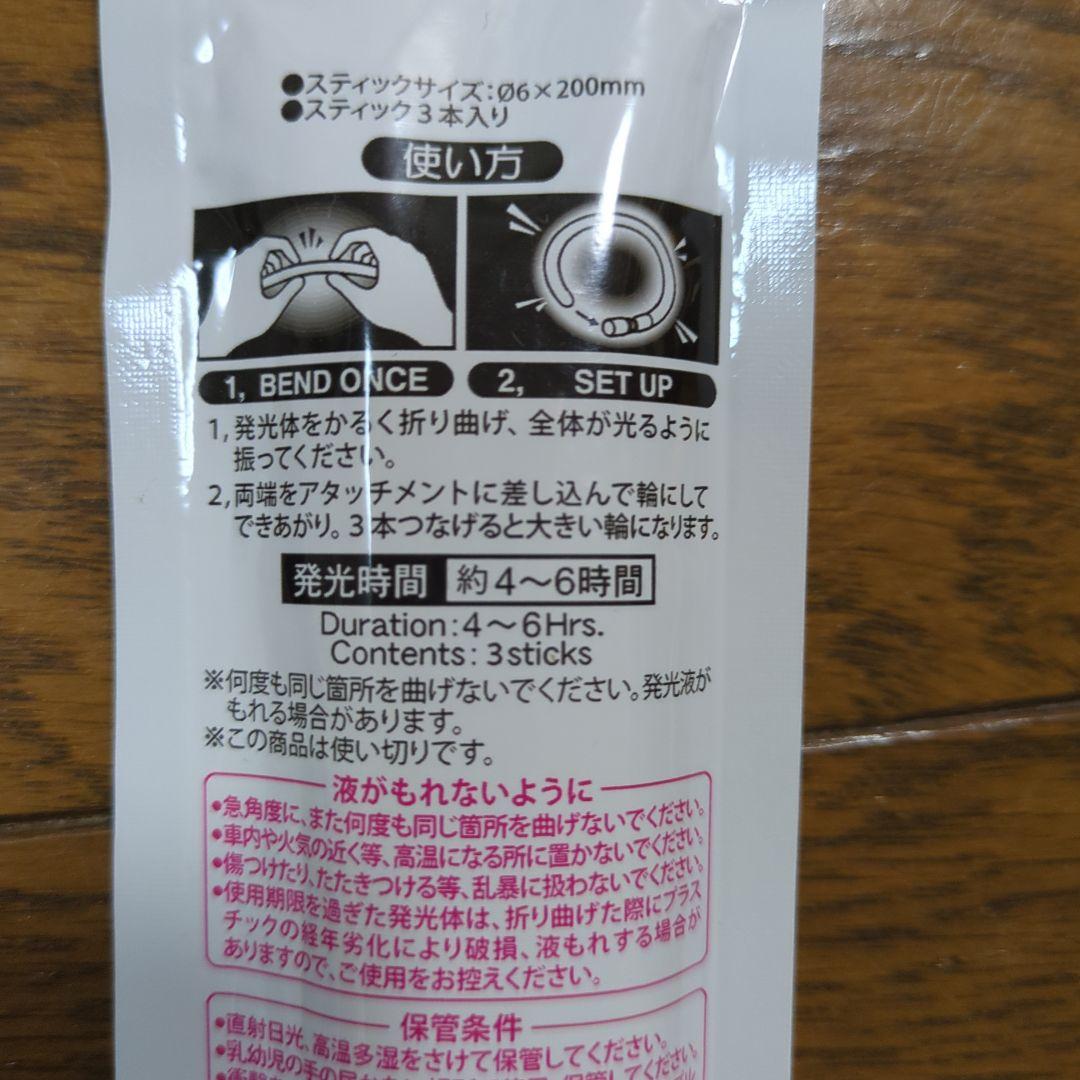 ●スティックサイズ:Ø6×200mm
●スティック3本入り
使い方
1, BEND ONCE
2, SET UP
1,発光体をかるく折り曲げ、全体が光るように
振ってください。
2,両端をアタッチメントに差し込んで輪にして
できあがり。3本つなげると大きい輪になります。
発光時間 約4〜6時間
Duration:4〜6Hrs.
Contents:3sticks
※何度も同じ箇所を曲げないでください。発光液が
もれる場合があります。
※この商品は使い切りです。
液がもれないように
•急角度に、また何度も同じ箇所を曲げないでください。
•車内や火気の近く等、高温になる所に置かないでください。
•傷つけたり、たたきつける等、乱暴に扱わないでください。
•使用期限を過ぎた発光体は、折り曲げた際にプラス
チックの経年劣化により破損、液もれする場合が
ありますので、ご使用をお控えください。
保管条件
•直射日光、高温多湿をさけて保管してください。
•乳幼児の手の届か